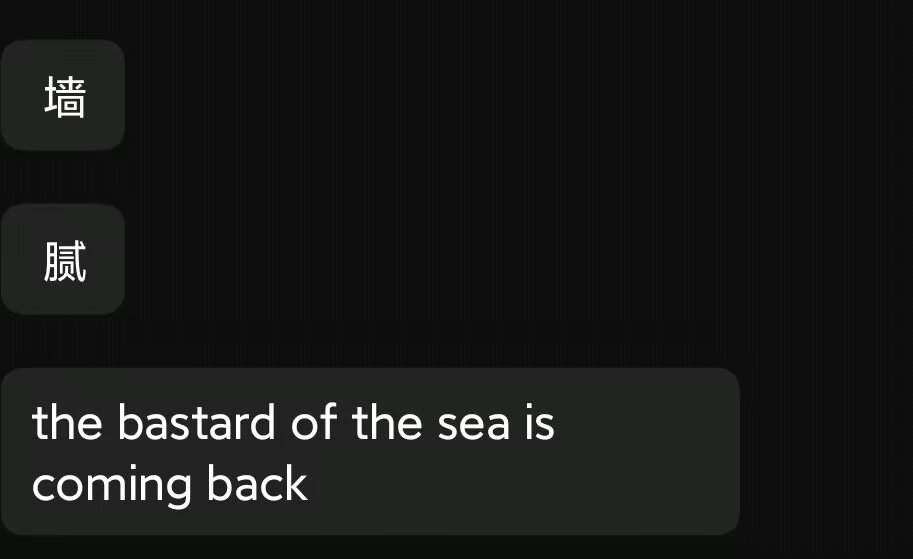 墙
腻
the bastard of the sea is
coming back